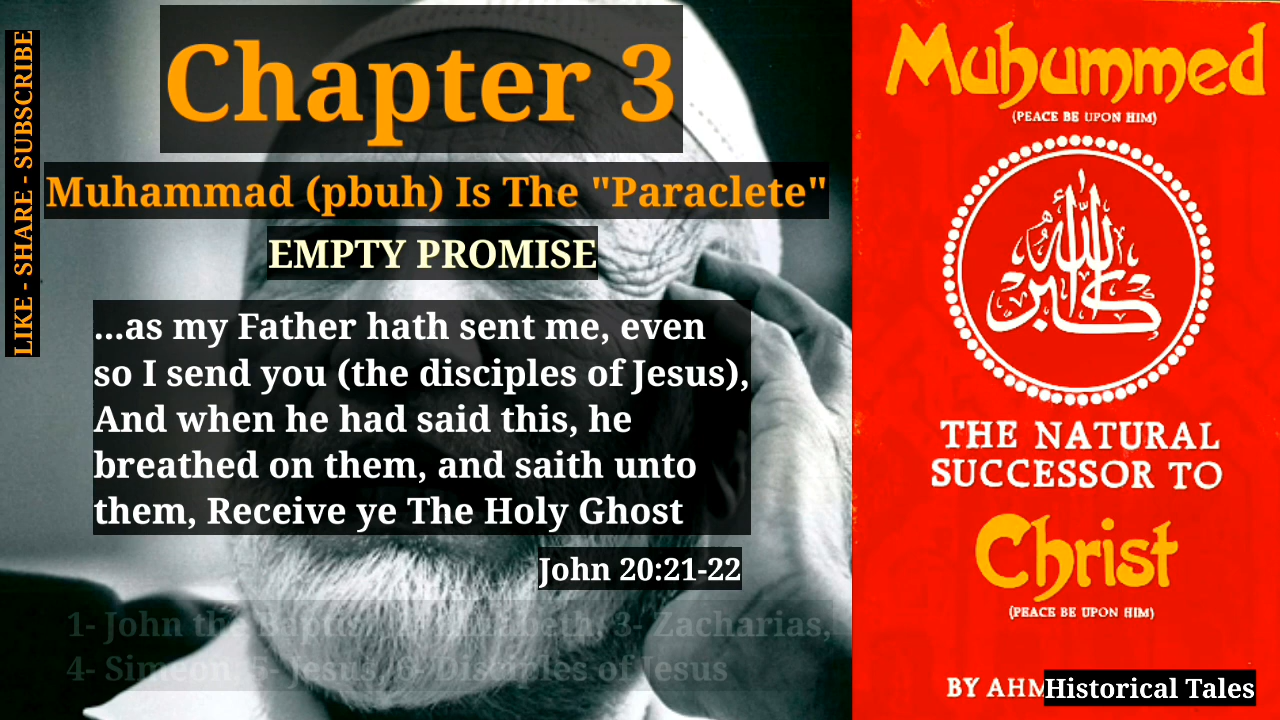 LIKE - SHARE - SUBSCRIBE
Chapter 3
Muhammad (pbuh) Is The "Paraclete"
EMPTY PROMISE
...as my Father hath sent me, even
so I send you (the disciples of Jesus),
And when he had said this, he
breathed on them, and saith unto
them, Receive ye The Holy Ghost
John 20:21-22
1- John the Baptist, 2- Elizabeth, 3- Zacharias,
4- Simeon, 5- Jesus, 6- Disciples of Jesus
Muhummed
(PEACE BE UPON HIM)
الله اكبر
THE NATURAL
SUCCESSOR TO
Christ
(PEACE BE UPON HIM)
BY AHM
Historical Tales